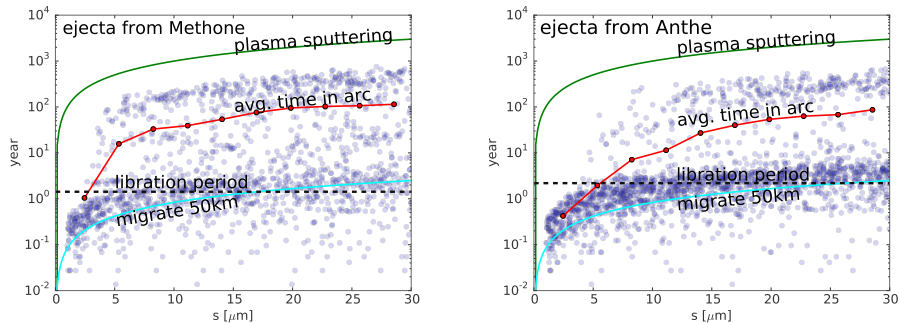 ejecta from Methone
plasma sputtering
avg. time in arc
libration period
migrate 50km
year
10^4
10^3
10^2
10^1
10^0
10^-1
10^-2
0 5 10 15 20 25 30
s [μm]
ejecta from Anthe
plasma sputtering
avg. time in arc
libration period
migrate 50km
year
10^4
10^3
10^2
10^1
10^0
10^-1
10^-2
0 5 10 15 20 25 30
s [μm]